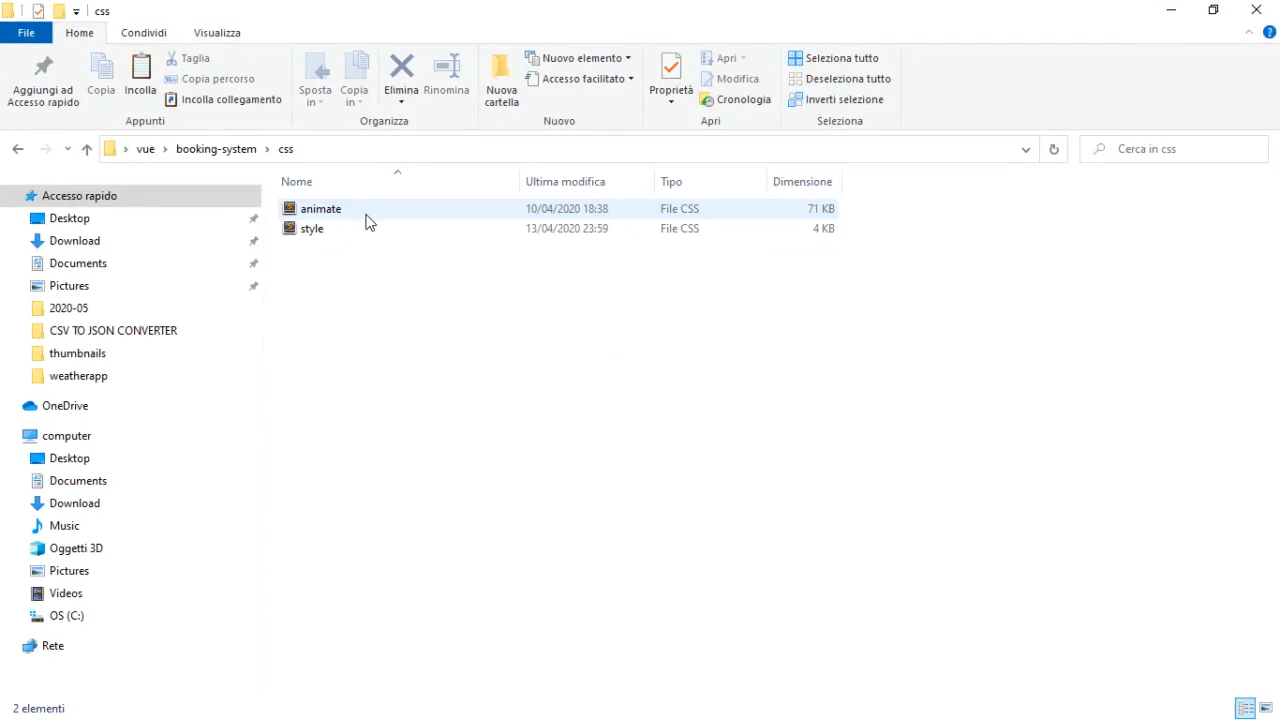 css
File
Home
Condividi
Visualizza
Aggiungi ad
Accesso rapido
Copia
Incolla
Taglia
Copia percorso
Incolla collegamento
Appunti
Sposta
in
Copia
in
Elimina
Rinomina
Organizza
Nuova
cartella
Nuovo elemento
Accesso facilitato
Nuovo
Proprietà
Apri
Modifica
Cronologia
Apri
Seleziona tutto
Deseleziona tutto
Inverti selezione
Seleziona
vue booking-system css
Cerca in css
Nome Ultima modifica Tipo Dimensione
animate 10/04/2020 18:38 File CSS 71 KB
style 13/04/2020 23:59 File CSS 4 KB
Accesso rapido
Desktop
Download
Documents
Pictures
2020-05
CSV TO JSON CONVERTER
thumbnails
weatherapp
OneDrive
computer
Desktop
Documents
Download
Music
Oggetti 3D
Pictures
Videos
OS (C:)
Rete
2 elementi